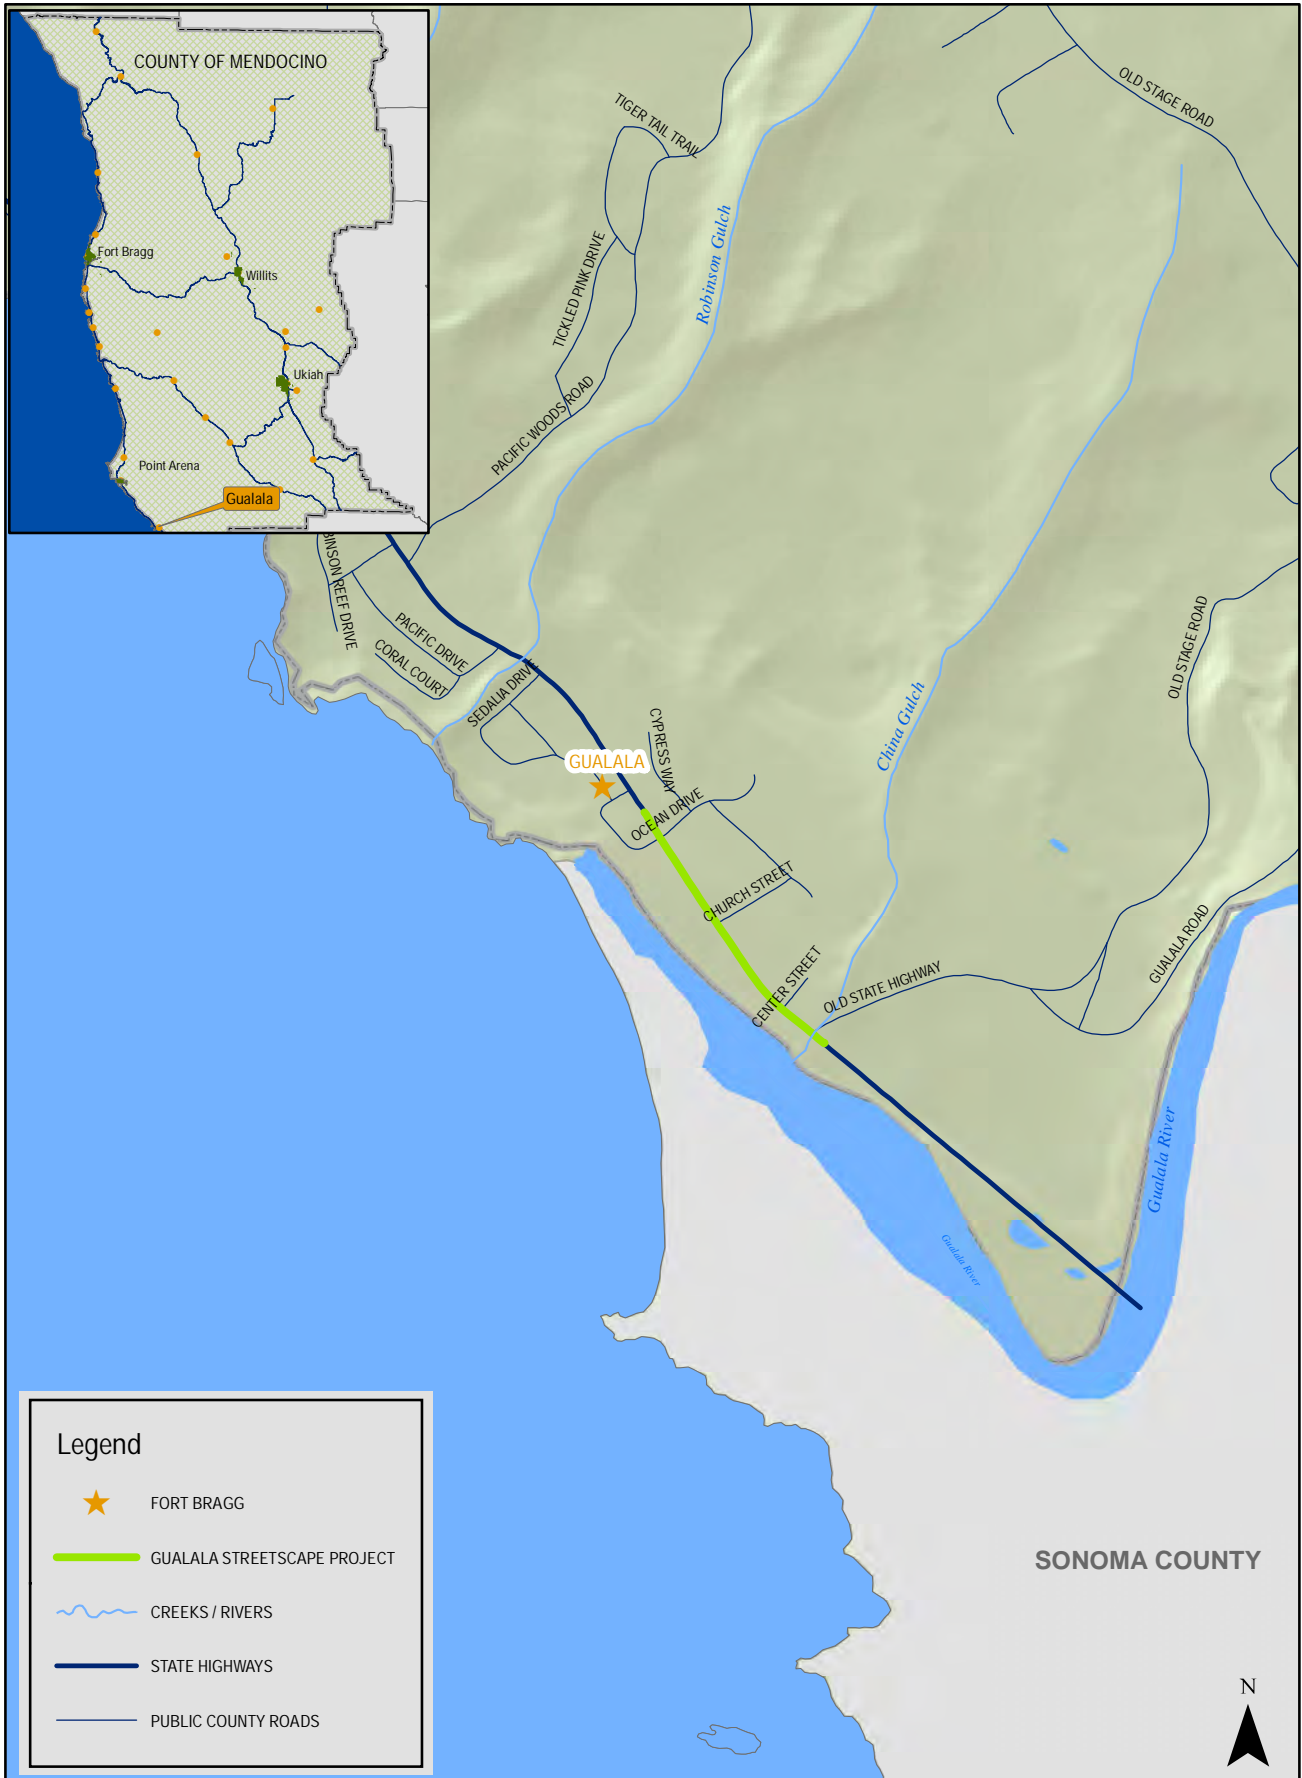 COUNTY OF MENDOCINO
Fort Bragg
Willits
Ukiah
Point Arena
Gualala
OLD STAGE ROAD
TIGER TAIL TRAIL
Robinson Gulch
TICKLED PINK DRIVE
PACIFIC WOODS ROAD
BINSON REEF DRIVE
PACIFIC DRIVE
CORAL COURT
SEDALIA DRIVE
CYPRESS WAY
GUALALA
OCEAN DRIVE
China Gulch
OLD STAGE ROAD
CHURCH STREET
GUALALA ROAD
CENTER STREET
OLD STATE HIGHWAY
Gualala River
Gualala River
SONOMA COUNTY
Legend
FORT BRAGG
GUALALA STREETSCAPE PROJECT
CREEKS / RIVERS
STATE HIGHWAYS
PUBLIC COUNTY ROADS
N